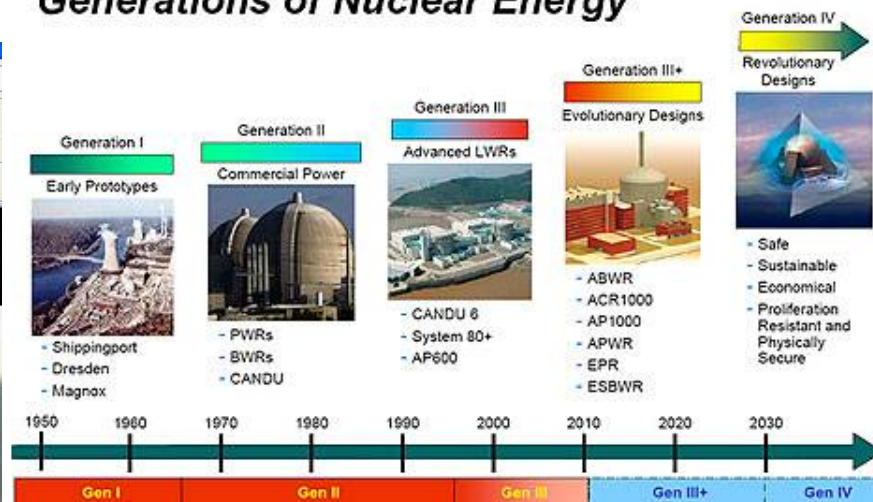 Generations of Nuclear Energy
Generation I
Early Prototypes
- Shippingport
- Dresden
- Magnox
Generation II
Commercial Power
- PWRs
- BWRs
- CANDU
Generation III
Advanced LWRs
- CANDU 6
- System 80+
- AP600
Generation III+
Evolutionary Designs
- ABWR
- ACR1000
- AP1000
- APWR
- EPR
- ESBWR
Generation IV
Revolutionary
Designs
- Safe
- Sustainable
- Economical
- Proliferation
Resistant and
Physically
Secure
1950 1960 1970 1980 1990 2000 2010 2020 2030
Gen I Gen II Gen III Gen III+ Gen IV